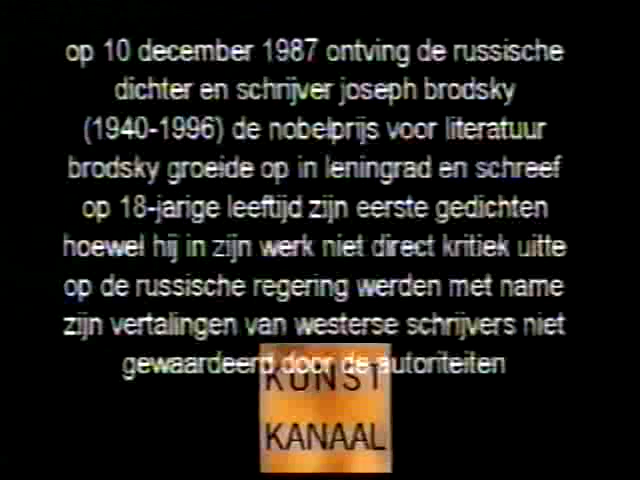 op 10 december 1987 ontving de russische
dichter en schrijver joseph brodsky
(1940-1996) de nobelprijs voor literatuur
brodsky groeide op in leningrad en schreef
op 18-jarige leeftijd zijn eerste gedichten
hoewel hij in zijn werk niet direct kritiek uitte
op de russische regering werden met name
zijn vertalingen van westerse schrijvers niet
gewaardeerd door de autoriteiten
KUNST
KANAAL